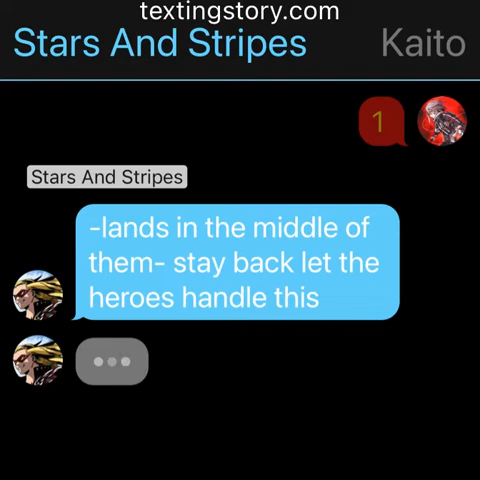 textingstory.com
Stars And Stripes Kaito
1
Stars And Stripes
-lands in the middle of
them- stay back let the
heroes handle this